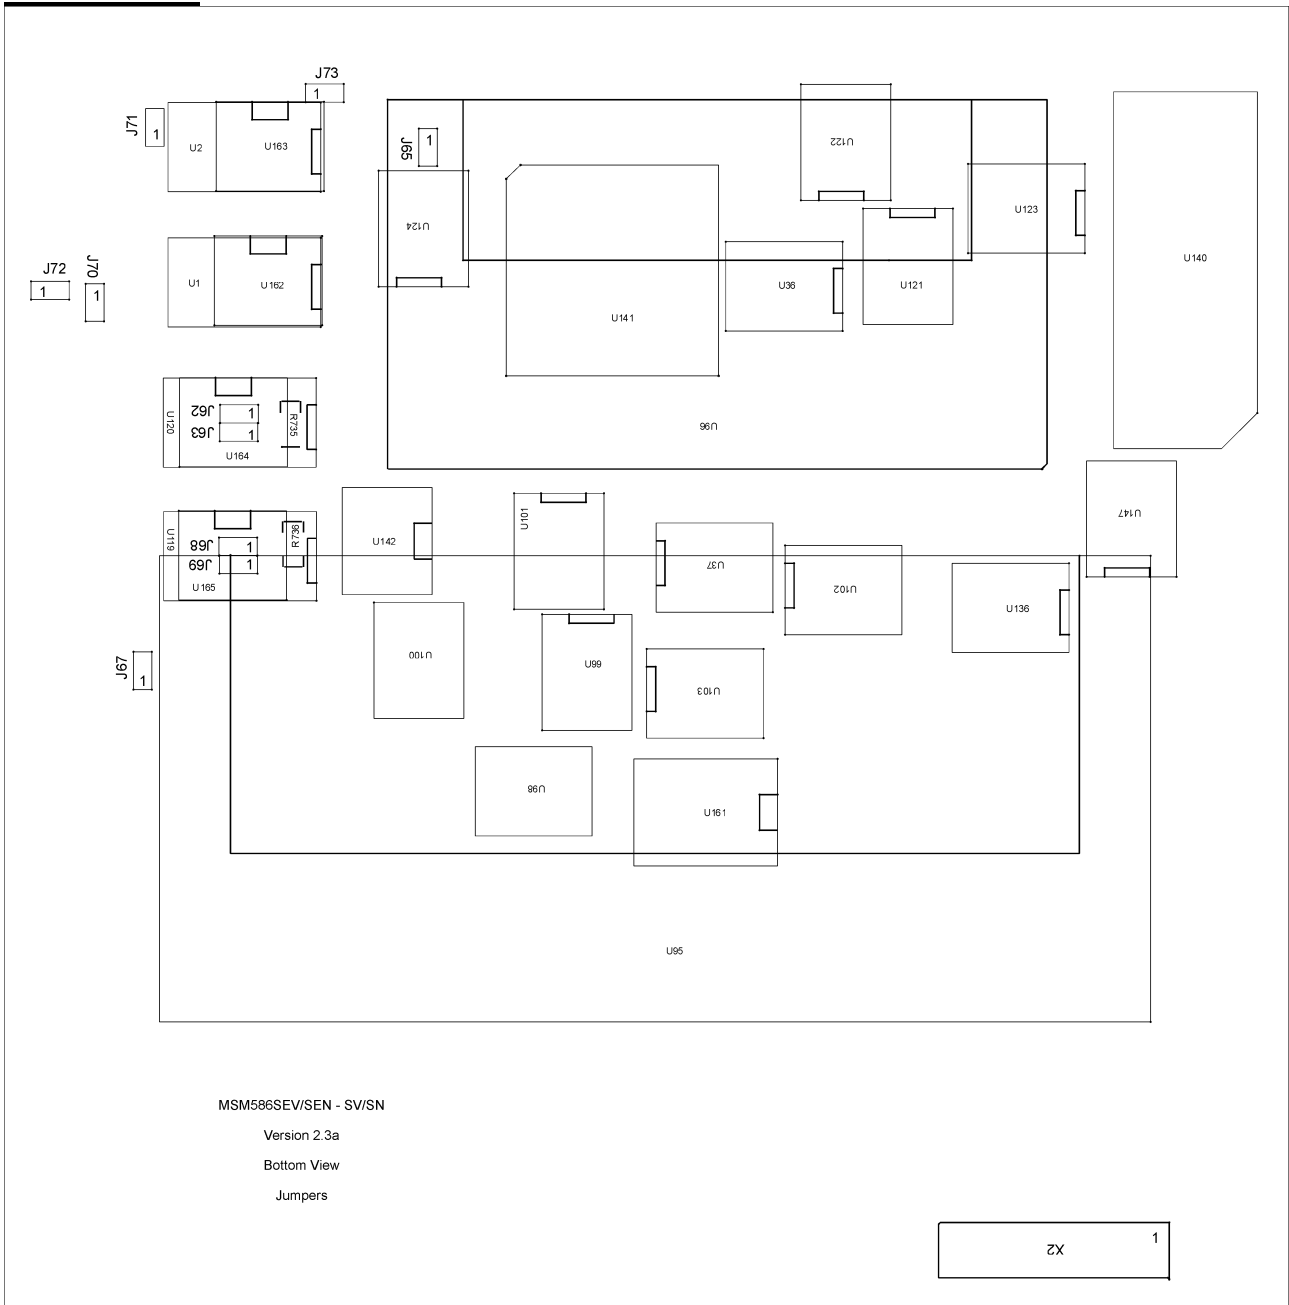 J73
1
J71
1
U2
U163
J65
1
U122
U124
U123
J72
1
J70
1
U1
U162
U36
U121
U140
U141
J62
1
J63
1
U120
R735
U164
U96
U119
J68
1
J69
1
R736
U165
U142
U101
U37
U102
U147
U136
J67
1
U100
U99
U103
U98
U161
U95
MSM586SEV/SEN - SV/SN
Version 2.3a
Bottom View
Jumpers
X2
1